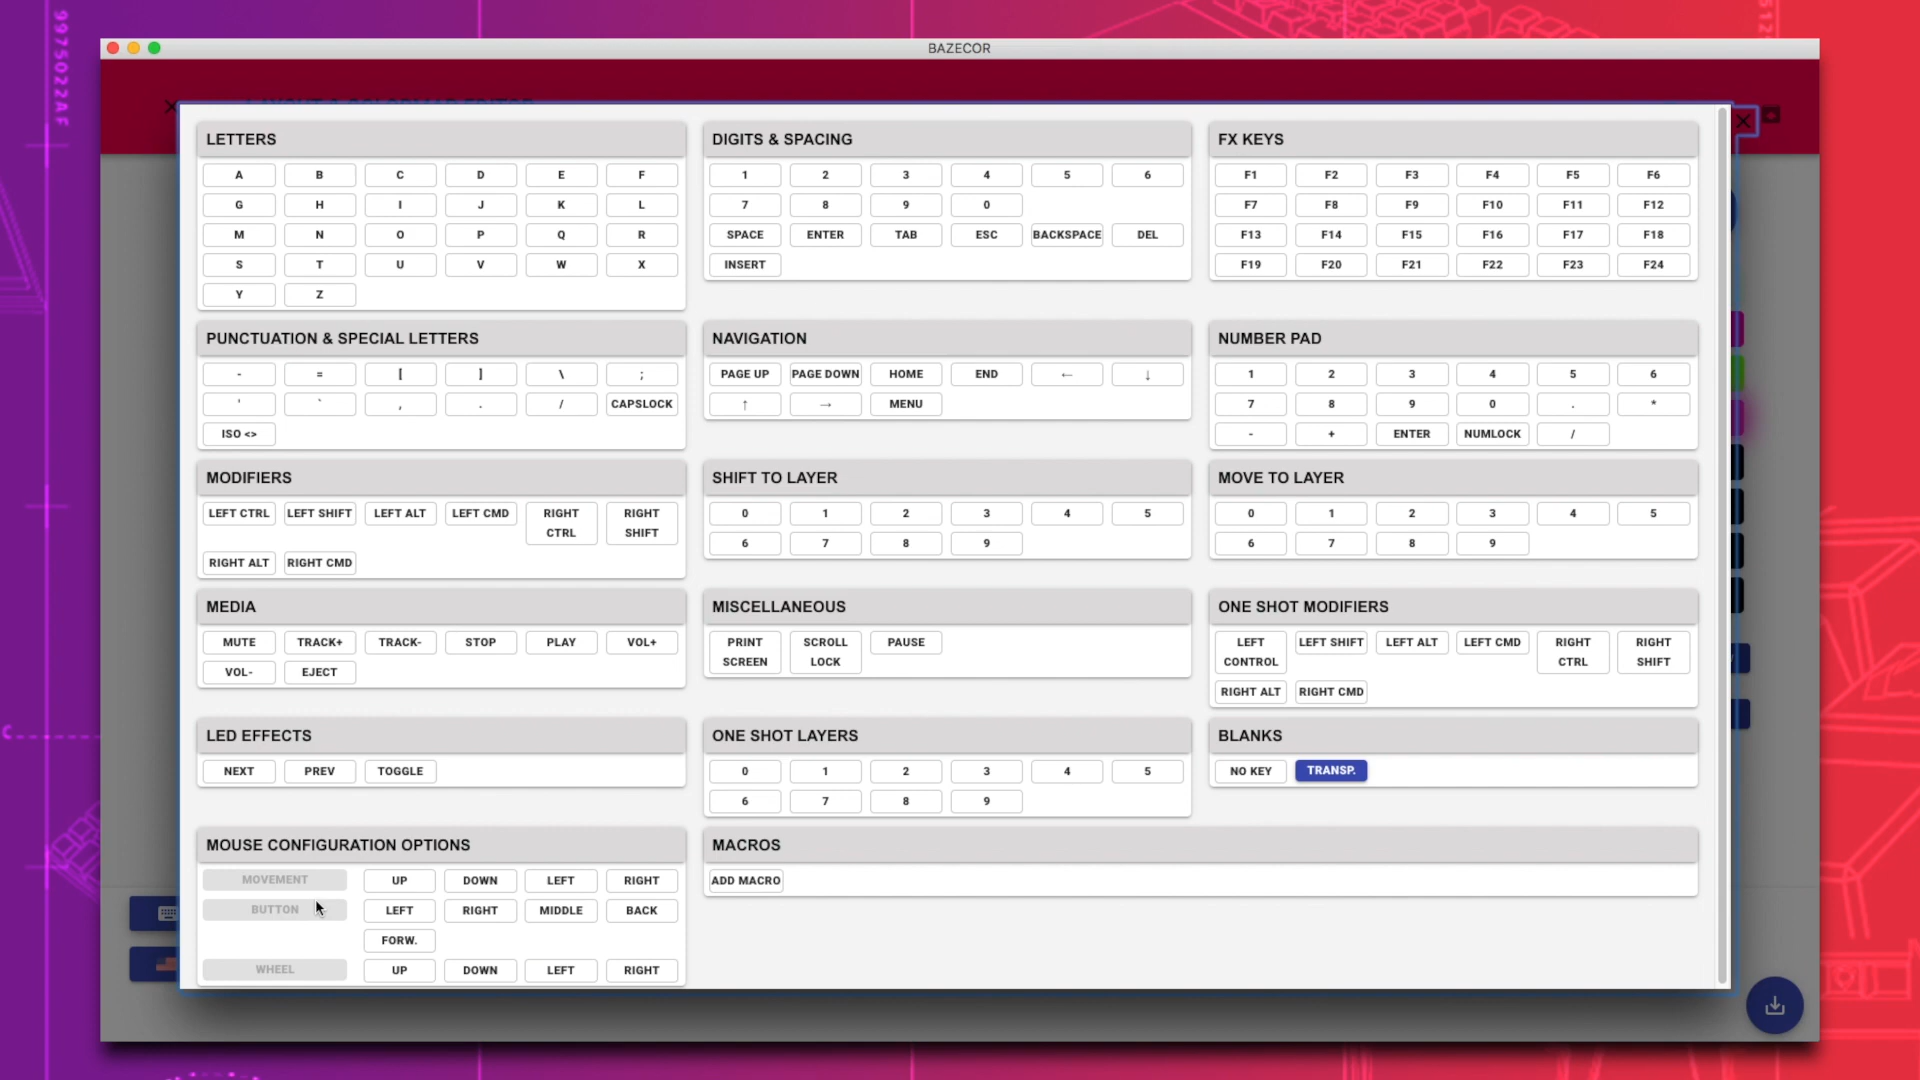 BAZECOR
LETTERS
A B C D E F
G H I J K L
M N O P Q R
S T U V W X
Y Z
DIGITS & SPACING
1 2 3 4 5 6
7 8 9 0
SPACE ENTER TAB ESC BACKSPACE DEL
INSERT
FX KEYS
F1 F2 F3 F4 F5 F6
F7 F8 F9 F10 F11 F12
F13 F14 F15 F16 F17 F18
F19 F20 F21 F22 F23 F24
PUNCTUATION & SPECIAL LETTERS
- = [ ] \ ;
' ` , . / CAPSLOCK
ISO <>
NAVIGATION
PAGE UP PAGE DOWN HOME END ← ↓
↑ → MENU
NUMBER PAD
1 2 3 4 5 6
7 8 9 0 . *
- + ENTER NUMLOCK /
MODIFIERS
LEFT CTRL LEFT SHIFT LEFT ALT LEFT CMD RIGHT CTRL RIGHT SHIFT
RIGHT ALT RIGHT CMD
SHIFT TO LAYER
0 1 2 3 4 5
6 7 8 9
MOVE TO LAYER
0 1 2 3 4 5
6 7 8 9
MEDIA
MUTE TRACK+ TRACK- STOP PLAY VOL+
VOL- EJECT
MISCELLANEOUS
PRINT SCREEN SCROLL LOCK PAUSE
ONE SHOT MODIFIERS
LEFT CONTROL LEFT SHIFT LEFT ALT LEFT CMD RIGHT CTRL RIGHT SHIFT
RIGHT ALT RIGHT CMD
LED EFFECTS
NEXT PREV TOGGLE
ONE SHOT LAYERS
0 1 2 3 4 5
6 7 8 9
BLANKS
NO KEY TRANSP.
MOUSE CONFIGURATION OPTIONS
MOVEMENT UP DOWN LEFT RIGHT
BUTTON LEFT RIGHT MIDDLE BACK
FORW.
WHEEL UP DOWN LEFT RIGHT
MACROS
ADD MACRO